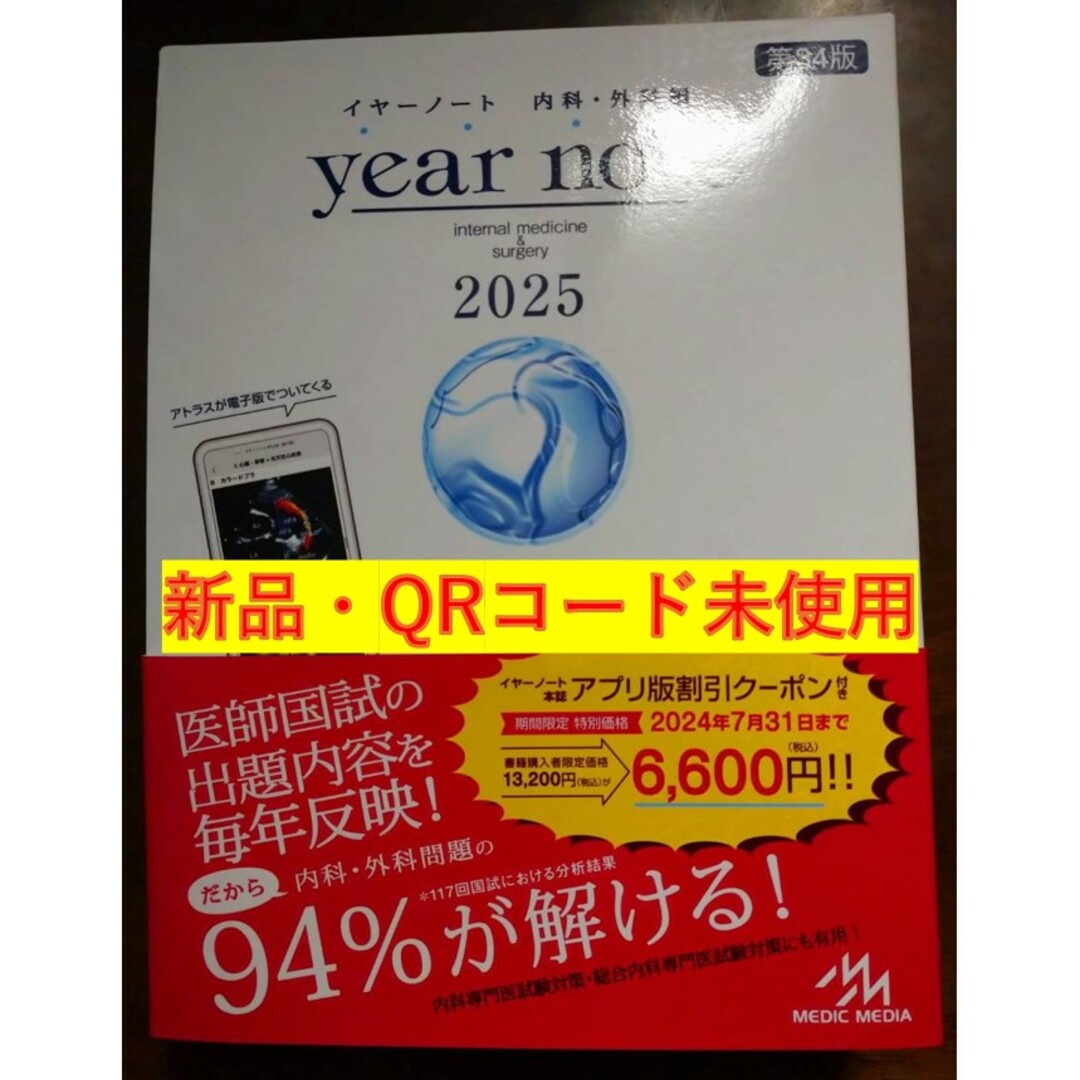 第34版
イヤーノート 内科・外科編
year no
internal medicine
&
surgery
2025
アトラスが電子版でついてくる
B カラードプラ
新品・QRコード未使用
医師国試の
出題内容を
毎年反映!
イヤーノート
本誌 アプリ版割引クーポン付き
期間限定 特別価格 2024年7月31日まで
書籍購入者限定価格
13,200円(税込)が
6,600円(税込)!!
だから 内科・外科問題の
*117回国試における分析結果
94%が解ける!
内科専門医試験対策・総合内科専門医試験対策にも有用!
MEDIC MEDIA